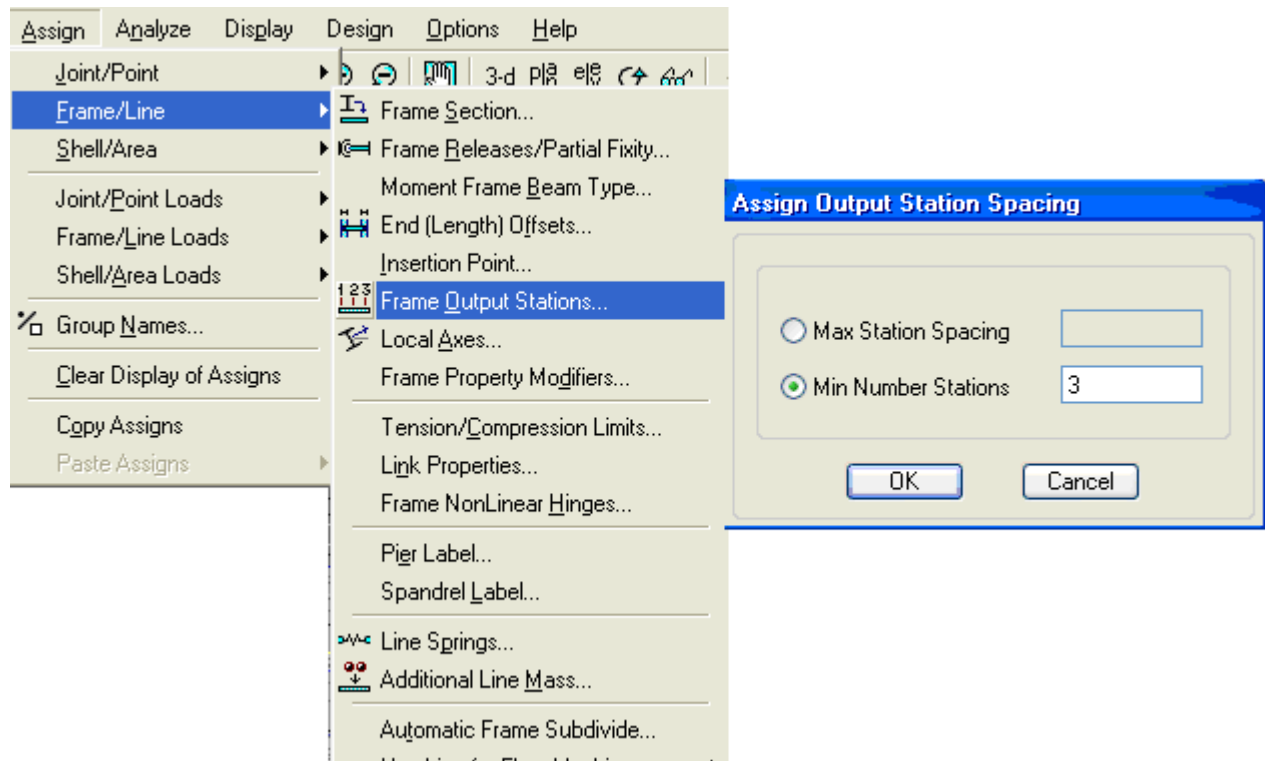 Assign Analyze Display Design Options Help
3-d
Joint/Point
Frame/Line
Shell/Area
Joint/Point Loads
Frame/Line Loads
Shell/Area Loads
Group Names...
Clear Display of Assigns
Copy Assigns
Paste Assigns
Frame Section...
Frame Releases/Partial Fixity...
Moment Frame Beam Type...
End (Length) Offsets...
Insertion Point...
1 2 3
Frame Output Stations...
Local Axes...
Frame Property Modifiers...
Tension/Compression Limits...
Link Properties...
Frame NonLinear Hinges...
Pier Label...
Spandrel Label...
Line Springs...
Additional Line Mass...
Automatic Frame Subdivide...
Assign Output Station Spacing
Max Station Spacing
Min Number Stations 3
OK Cancel